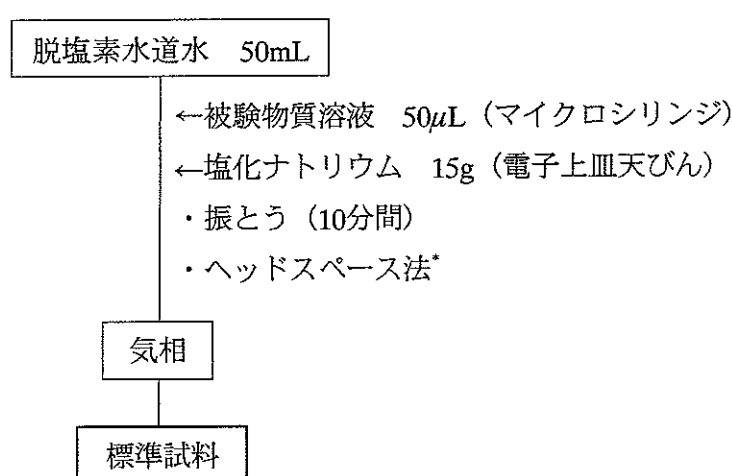 脱塩素水道水 50mL
←被験物質溶液 50μL（マイクロシリンジ）
←塩化ナトリウム 15g（電子上皿天びん）
・振とう（10分間）
・ヘッドスペース法*
気相
標準試料